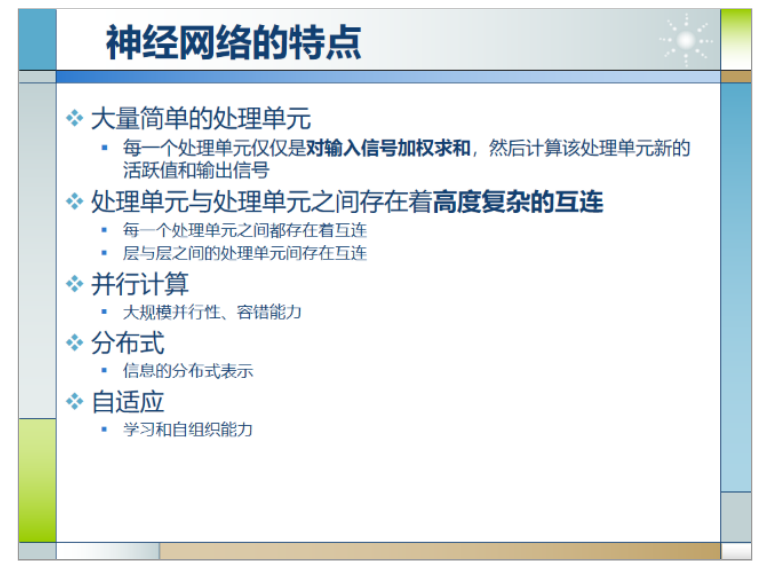 神经网络的特点
大量简单的处理单元
每一个处理单元仅仅是对输入信号加权求和，然后计算该处理单元新的
活跃值和输出信号
处理单元与处理单元之间存在着高度复杂的互连
每一个处理单元之间都存在着互连
层与层之间的处理单元间存在互连
并行计算
大规模并行性、容错能力
分布式
信息的分布式表示
自适应
学习和自组织能力